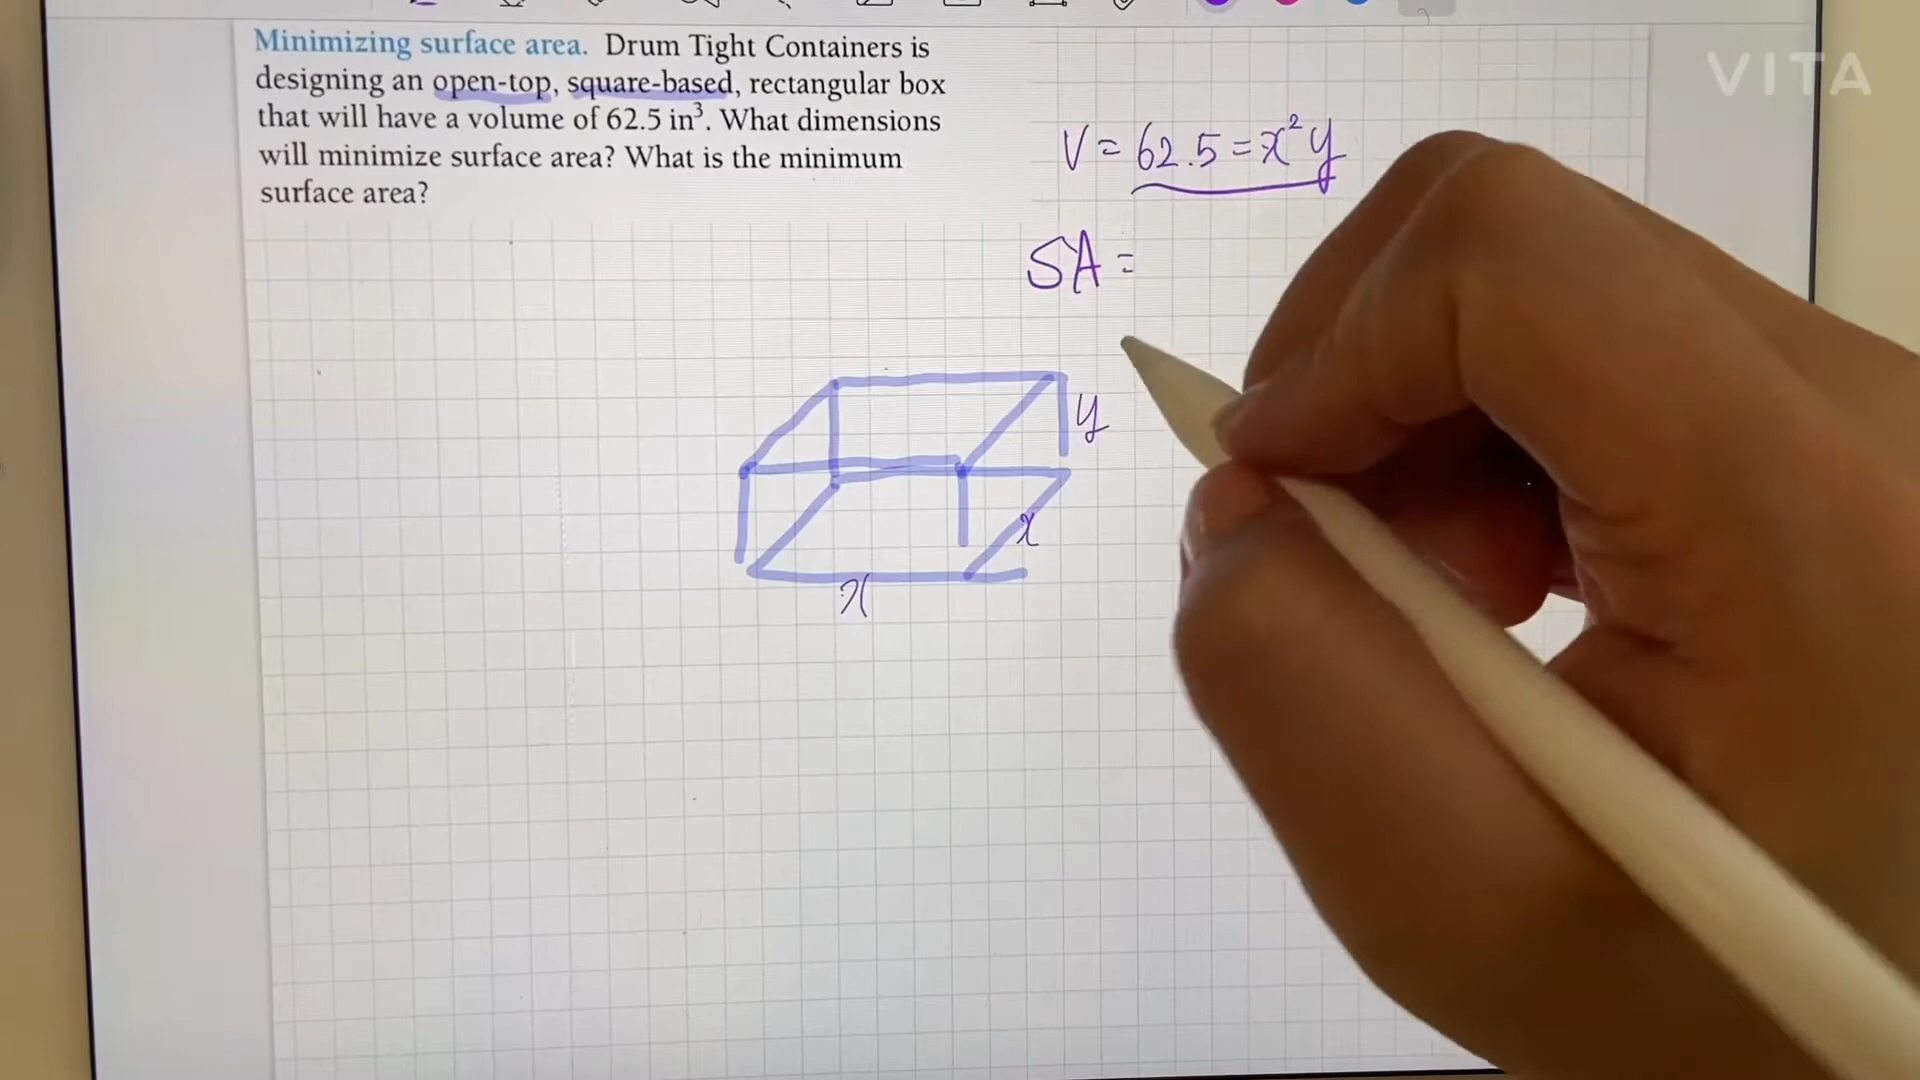 Minimizing surface area. Drum Tight Containers is
designing an open-top, square-based, rectangular box
that will have a volume of 62.5 in³. What dimensions
will minimize surface area? What is the minimum
surface area?
VITA
V = 62.5 = x²y
SA =
y
x
x